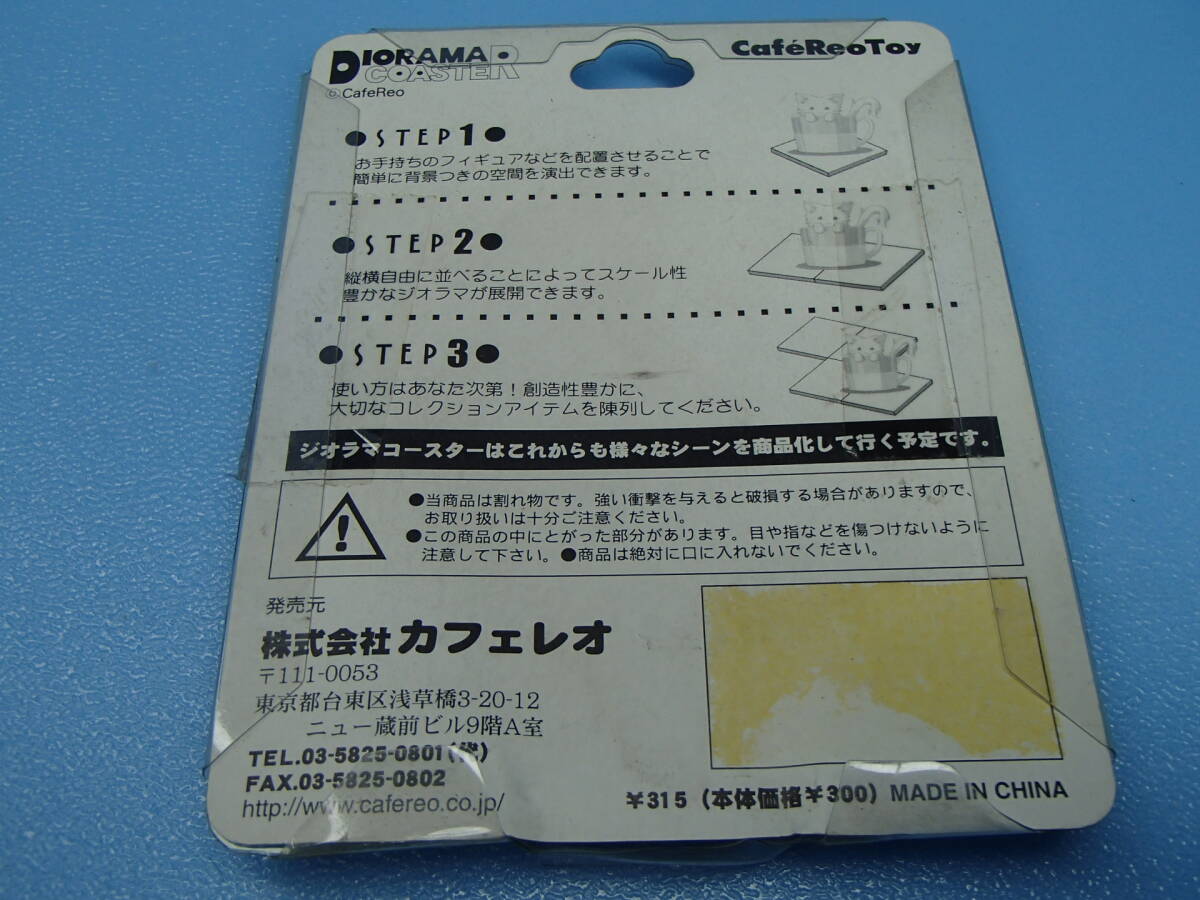 DIORAMA
COASTER
CaféReoToy
©CafeReo
●STEP1●
お手持ちのフィギュアなどを配置させることで
簡単に背景つきの空間を演出できます。
●STEP2●
縦横自由に並べることによってスケール性
豊かなジオラマが展開できます。
●STEP3●
使い方はあなた次第！創造性豊かに、
大切なコレクションアイテムを陳列してください。
ジオラマコースターはこれからも様々なシーンを商品化して行く予定です。
●当商品は割れ物です。強い衝撃を与えると破損する場合がありますので、
お取り扱いは十分ご注意ください。
●この商品の中にとがった部分があります。目や指などを傷つけないように
注意して下さい。●商品は絶対に口に入れないでください。
発売元
株式会社 カフェレオ
〒111-0053
東京都台東区浅草橋3-20-12
ニュー蔵前ビル9階A室
TEL.03-5825-0801(代)
FAX.03-5825-0802
http://www.cafereo.co.jp/
¥315（本体価格¥300）MADE IN CHINA